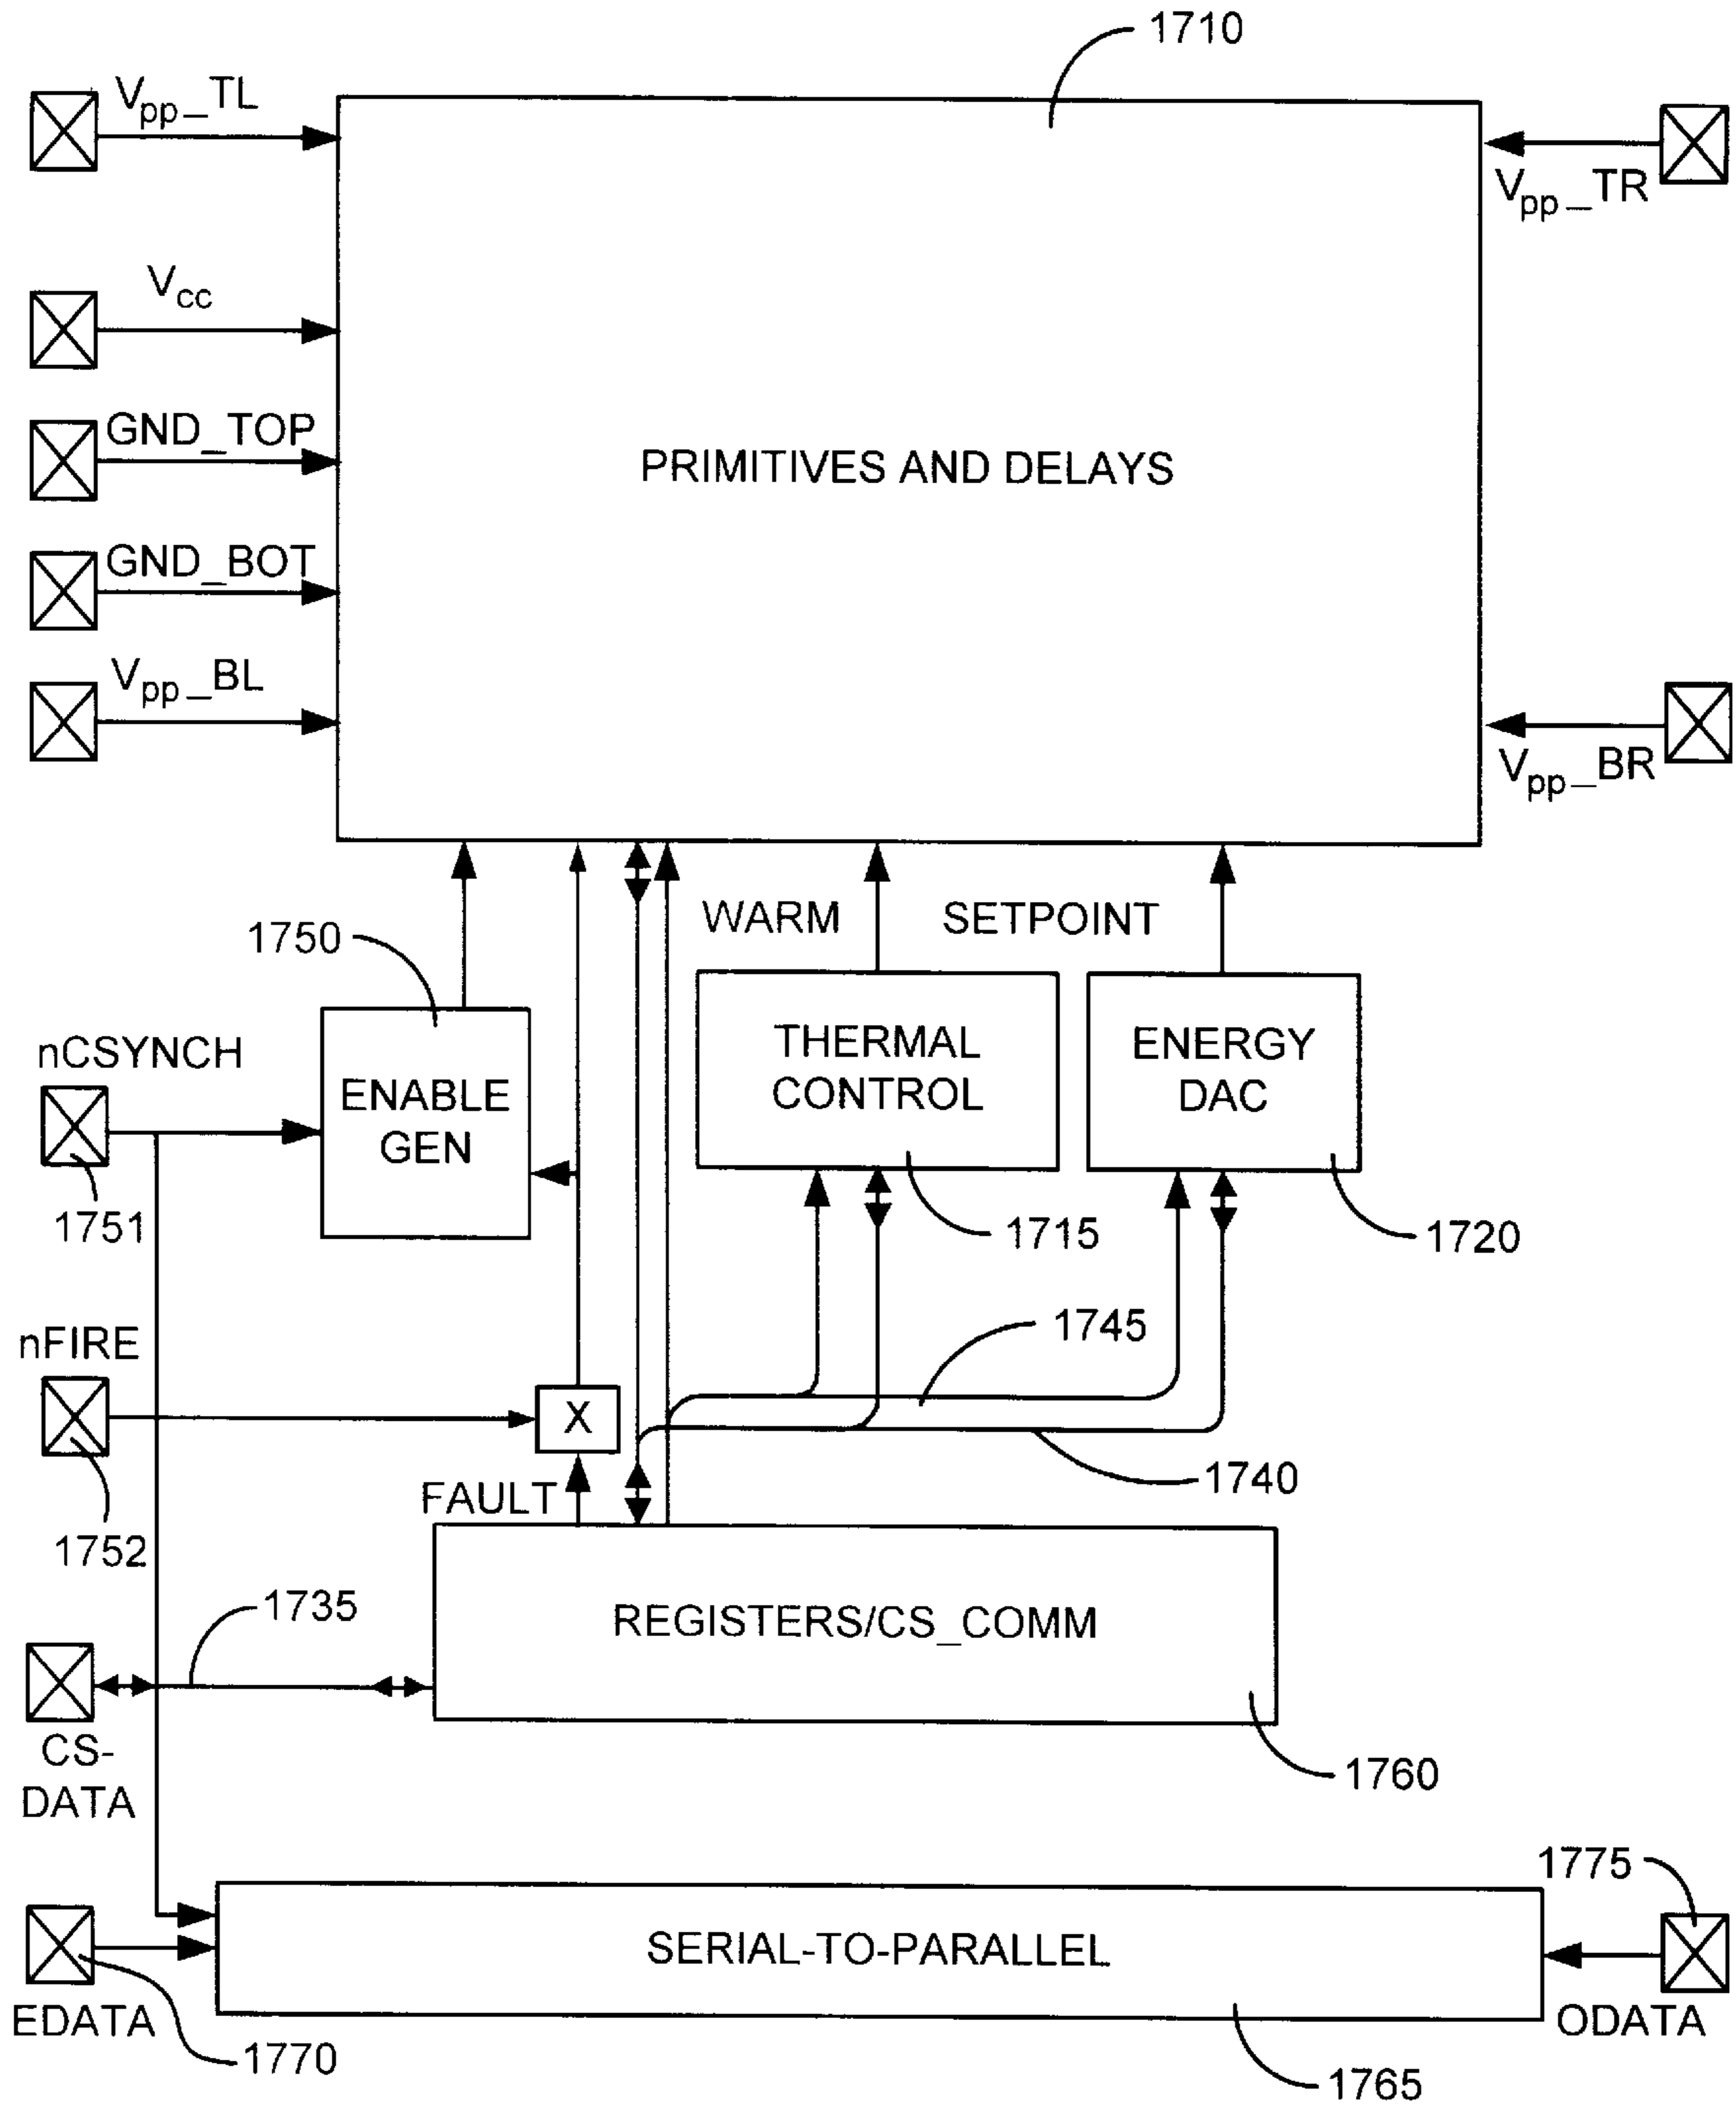 1710
Vpp_TL
Vpp_TR
Vcc
GND_TOP
PRIMITIVES AND DELAYS
GND_BOT
Vpp_BL
Vpp_BR
WARM
SETPOINT
1750
nCSYNCH
ENABLE
GEN
THERMAL
CONTROL
ENERGY
DAC
1751
1715
1720
1745
nFIRE
X
1740
FAULT
1752
1735
REGISTERS/CS_COMM
CS-
DATA
1760
1775
SERIAL-TO-PARALLEL
EDATA
ODATA
1770
1765